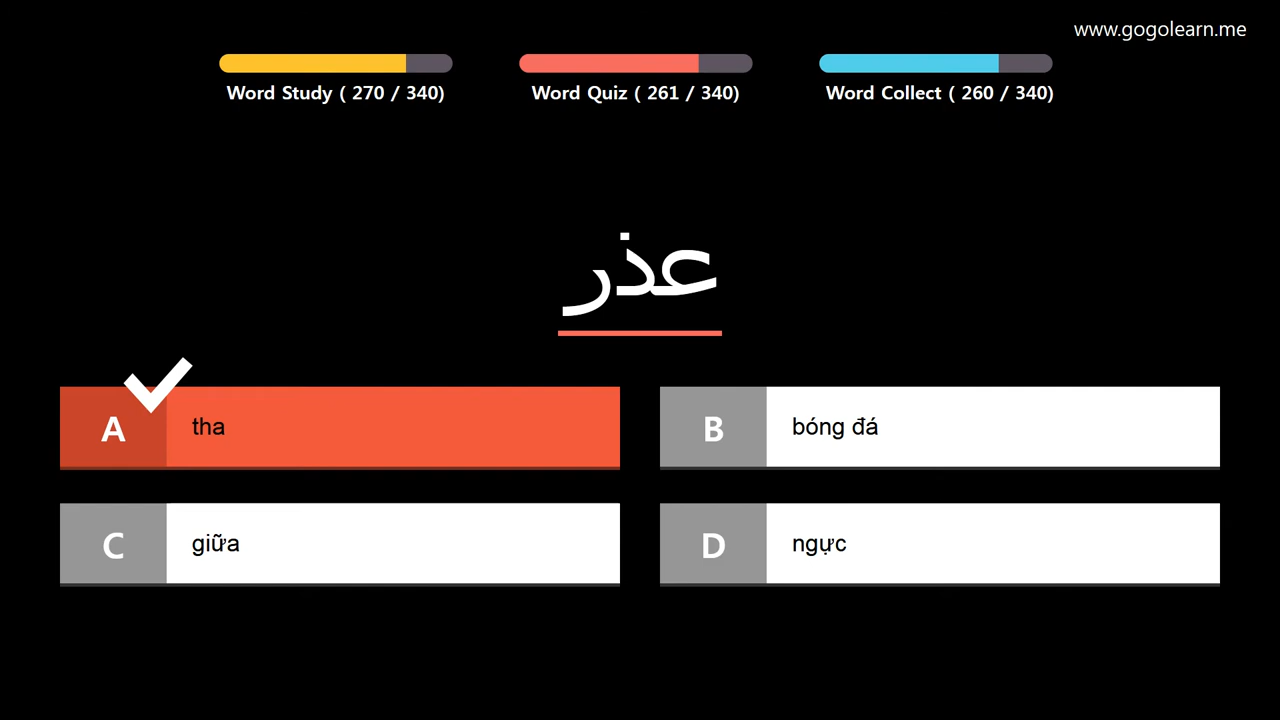 www.gogolearn.me
Word Study ( 270 / 340)
Word Quiz ( 261 / 340)
Word Collect ( 260 / 340)
عذر
A
tha
B
bóng đá
C
giữa
D
ngực